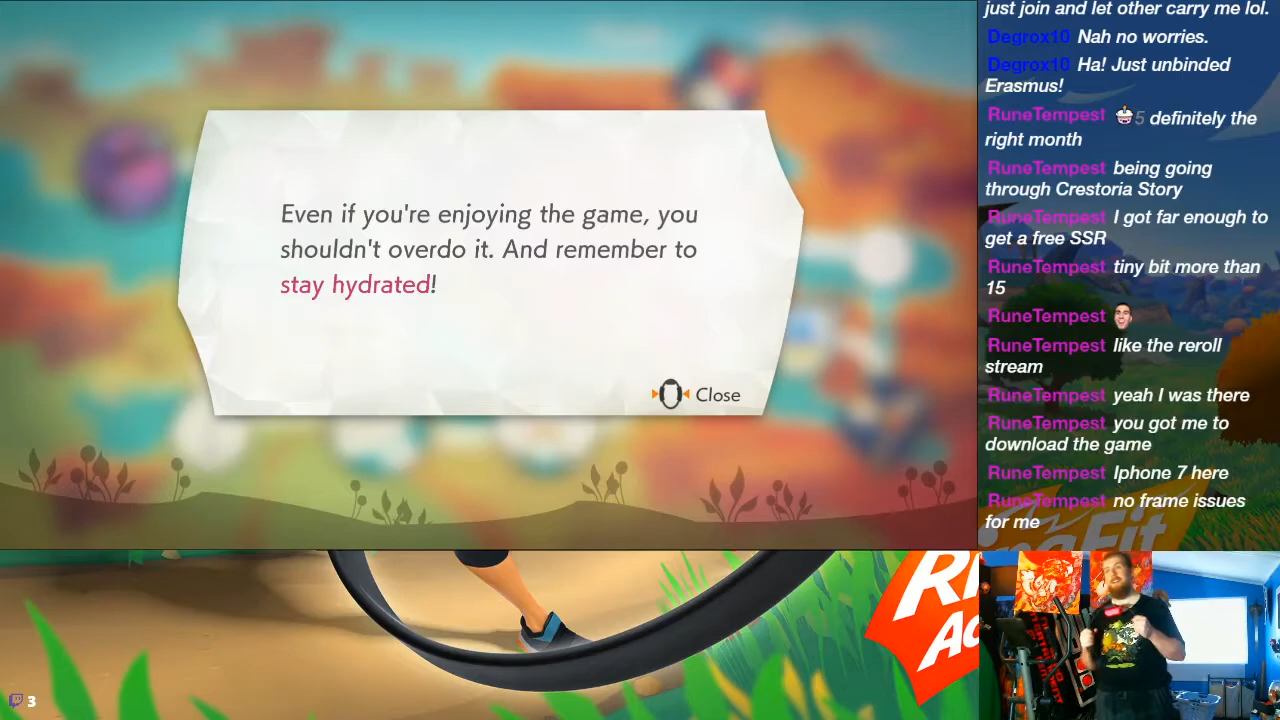 Even if you're enjoying the game, you
shouldn't overdo it. And remember to
stay hydrated!
Close
just join and let other carry me lol.
Degrox10 Nah no worries.
Degrox10 Ha! Just unbinded
Erasmus!
RuneTempest 5 definitely the
right month
RuneTempest being going
through Crestoria Story
RuneTempest I got far enough to
get a free SSR
RuneTempest tiny bit more than
15
RuneTempest
RuneTempest like the reroll
stream
RuneTempest yeah I was there
RuneTempest you got me to
download the game
RuneTempest Iphone 7 here
RuneTempest no frame issues
for me
3